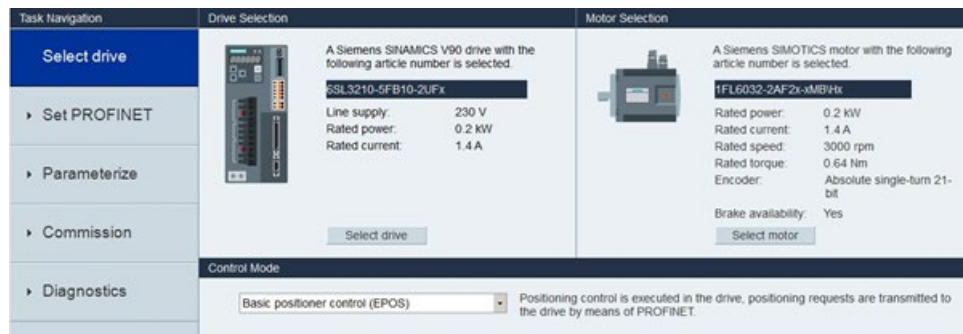 Task Navigation
Select drive
Set PROFINET
Parameterize
Commission
Diagnostics
Drive Selection
A Siemens SINAMICS V90 drive with the
following article number is selected.
6SL3210-5FB10-2UFx
Line supply: 230 V
Rated power: 0.2 kW
Rated current: 1.4 A
Select drive
Motor Selection
A Siemens SIMOTICS motor with the following
article number is selected.
1FL6032-2AF2x-xMB\Hx
Rated power: 0.2 kW
Rated current: 1.4 A
Rated speed: 3000 rpm
Rated torque: 0.64 Nm
Encoder: Absolute single-turn 21-
bit
Brake availability: Yes
Select motor
Control Mode
Basic positioner control (EPOS)
Positioning control is executed in the drive, positioning requests are transmitted to
the drive by means of PROFINET.